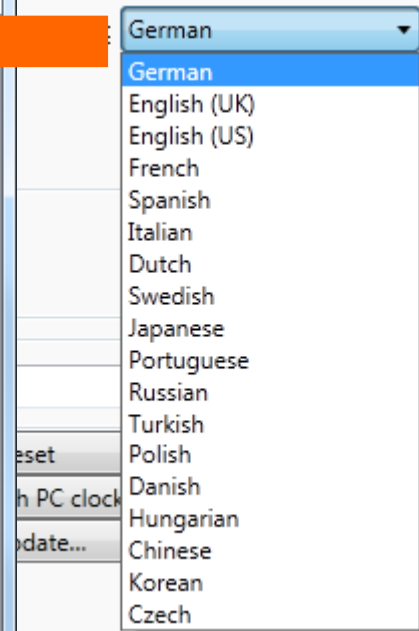 German
German
English (UK)
English (US)
French
Spanish
Italian
Dutch
Swedish
Japanese
Portuguese
Russian
Turkish
eset
Polish
h PC clock
Danish
Hungarian
pdate...
Chinese
Korean
Czech